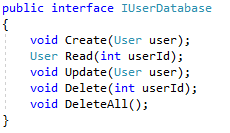 public interface IUserDatabase
{
    void Create(User user);
    User Read(int userId);
    void Update(User user);
    void Delete(int userId);
    void DeleteAll();
}